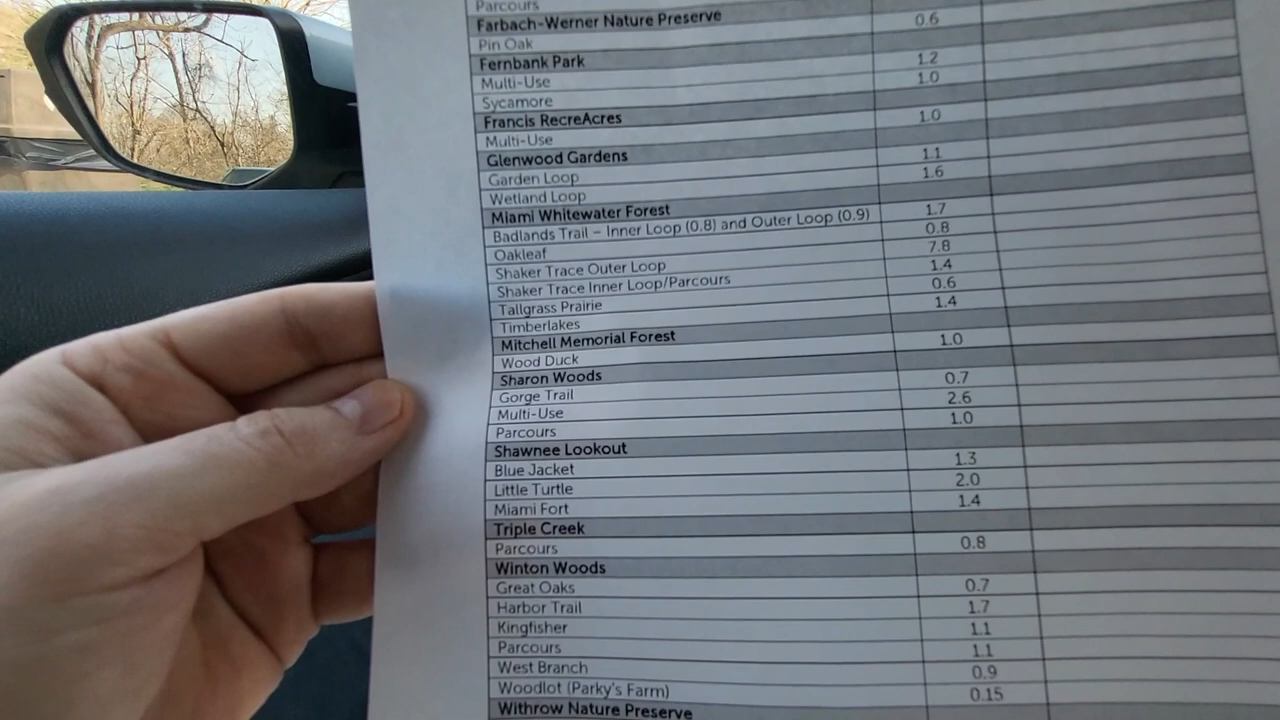 Parcours
Farbach-Werner Nature Preserve
Pin Oak 0.6
Fernbank Park
Multi-Use 1.2
Sycamore 1.0
Francis RecreAcres
Multi-Use 1.0
Glenwood Gardens
Garden Loop 1.1
Wetland Loop 1.6
Miami Whitewater Forest
Badlands Trail – Inner Loop (0.8) and Outer Loop (0.9) 1.7
Oakleaf 0.8
Shaker Trace Outer Loop 7.8
Shaker Trace Inner Loop/Parcours 1.4
Tallgrass Prairie 0.6
Timberlakes 1.4
Mitchell Memorial Forest
Wood Duck 1.0
Sharon Woods
Gorge Trail 0.7
Multi-Use 2.6
Parcours 1.0
Shawnee Lookout
Blue Jacket 1.3
Little Turtle 2.0
Miami Fort 1.4
Triple Creek
Parcours 0.8
Winton Woods
Great Oaks 0.7
Harbor Trail 1.7
Kingfisher 1.1
Parcours 1.1
West Branch 0.9
Woodlot (Parky's Farm) 0.15
Withrow Nature Preserve